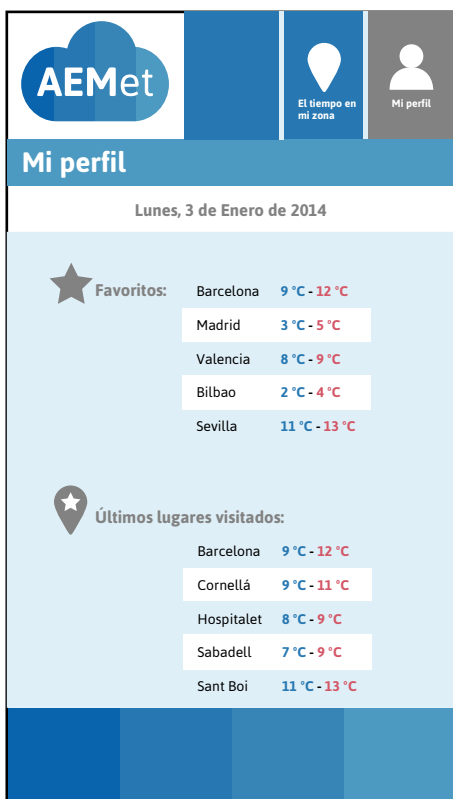 AEMet
El tiempo en
mi zona
Mi perfil
Mi perfil
Lunes, 3 de Enero de 2014
Favoritos:
Barcelona 9 °C - 12 °C
Madrid 3 °C - 5 °C
Valencia 8 °C - 9 °C
Bilbao 2 °C - 4 °C
Sevilla 11 °C - 13 °C
Últimos lugares visitados:
Barcelona 9 °C - 12 °C
Cornellá 9 °C - 11 °C
Hospitalet 8 °C - 9 °C
Sabadell 7 °C - 9 °C
Sant Boi 11 °C - 13 °C